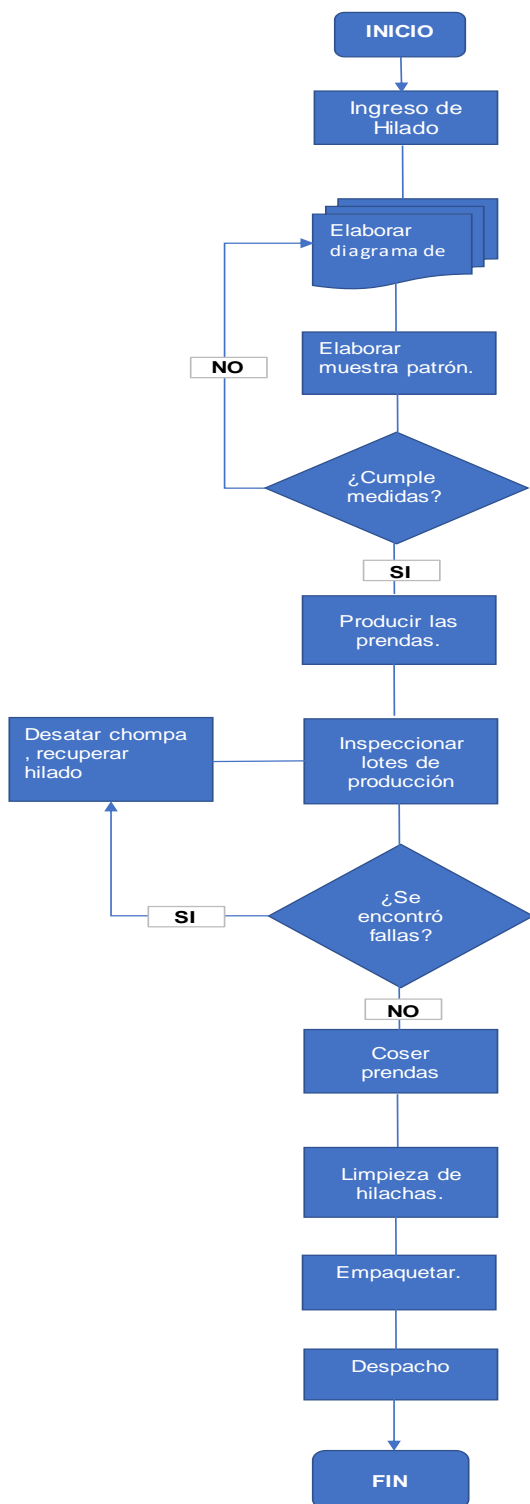 INICIO
Ingreso de
Hilado
Elaborar
diagrama de
NO
Elaborar
muestra patrón.
¿Cumple
medidas?
SI
Producir las
prendas.
Desatar chompa
, recuperar
hilado
Inspeccionar
lotes de
producción
¿Se
encontró
fallas?
SI
NO
Coser
prendas
Limpieza de
hilachas.
Empaquetar.
Despacho
FIN